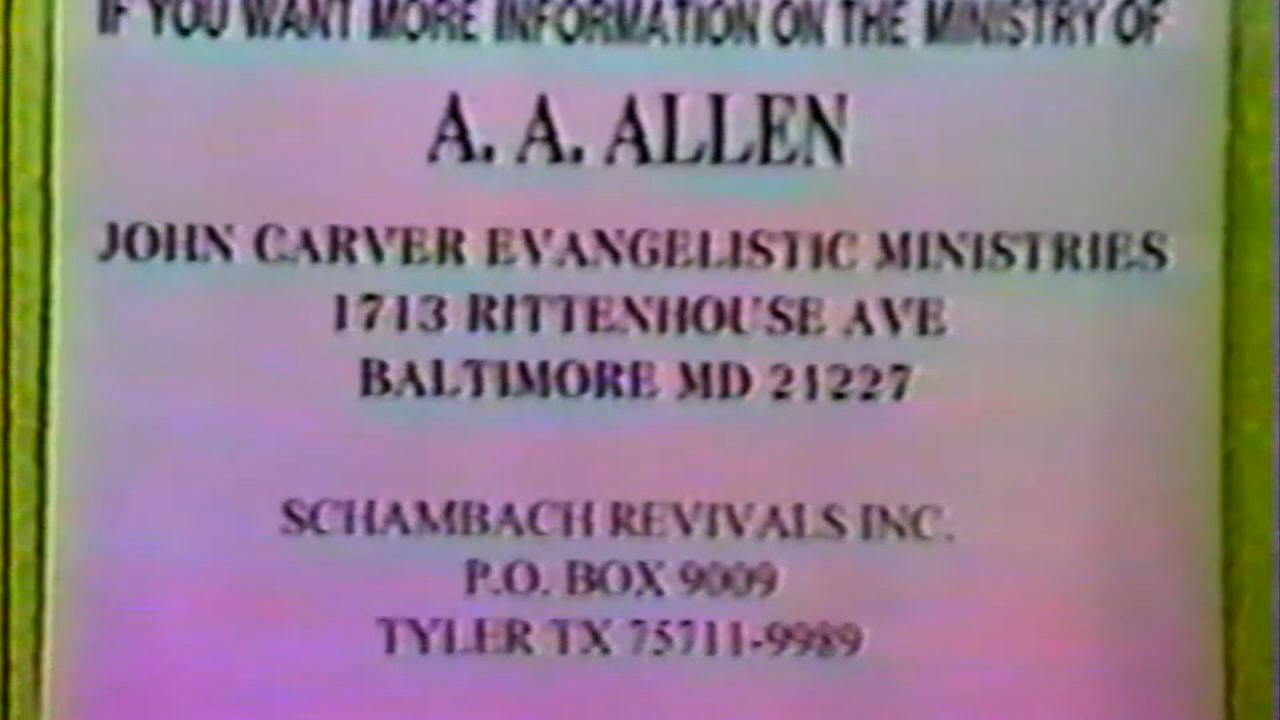 IF YOU WANT MORE INFORMATION ON THE MINISTRY OF
A. A. ALLEN
JOHN CARVER EVANGELISTIC MINISTRIES
1713 RITTENHOUSE AVE
BALTIMORE MD 21227
SCHAMBACH REVIVALS INC.
P.O. BOX 9009
TYLER TX 75711-9989